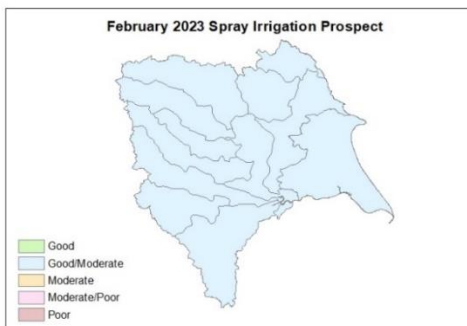 February 2023 Spray Irrigation Prospect
Good
Good/Moderate
Moderate
Moderate/Poor
Poor